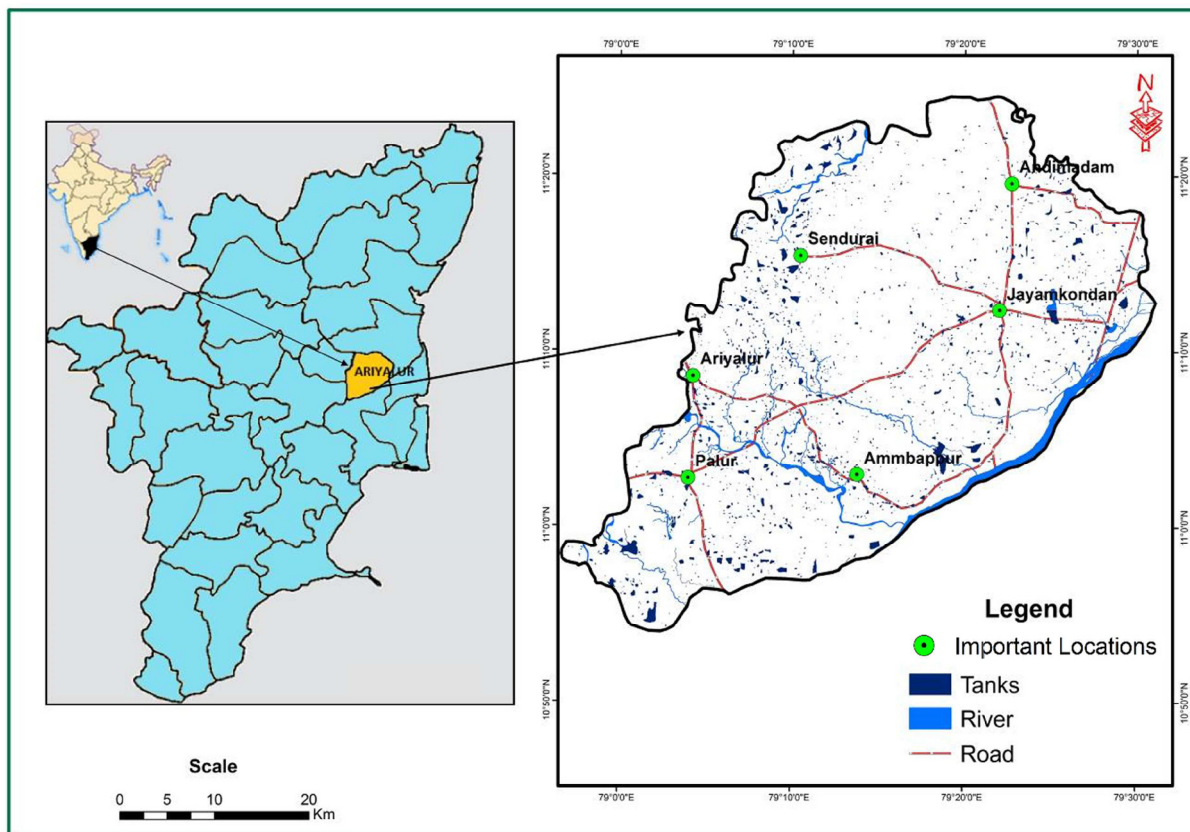 79°0'0"E
79°10'0"E
79°20'0"E
79°30'0"E
N
11°20'0"N
11°20'0"N
Andimadam
Sendurai
Jayamkondan
ARIYALUR
11°10'0"N
11°10'0"N
Ariyalur
Palur
Ammbappur
11°0'0"N
11°0'0"N
Legend
Important Locations
Tanks
River
Road
10°50'0"N
10°50'0"N
79°0'0"E
79°10'0"E
79°20'0"E
79°30'0"E
Scale
0 5 10 20
Km